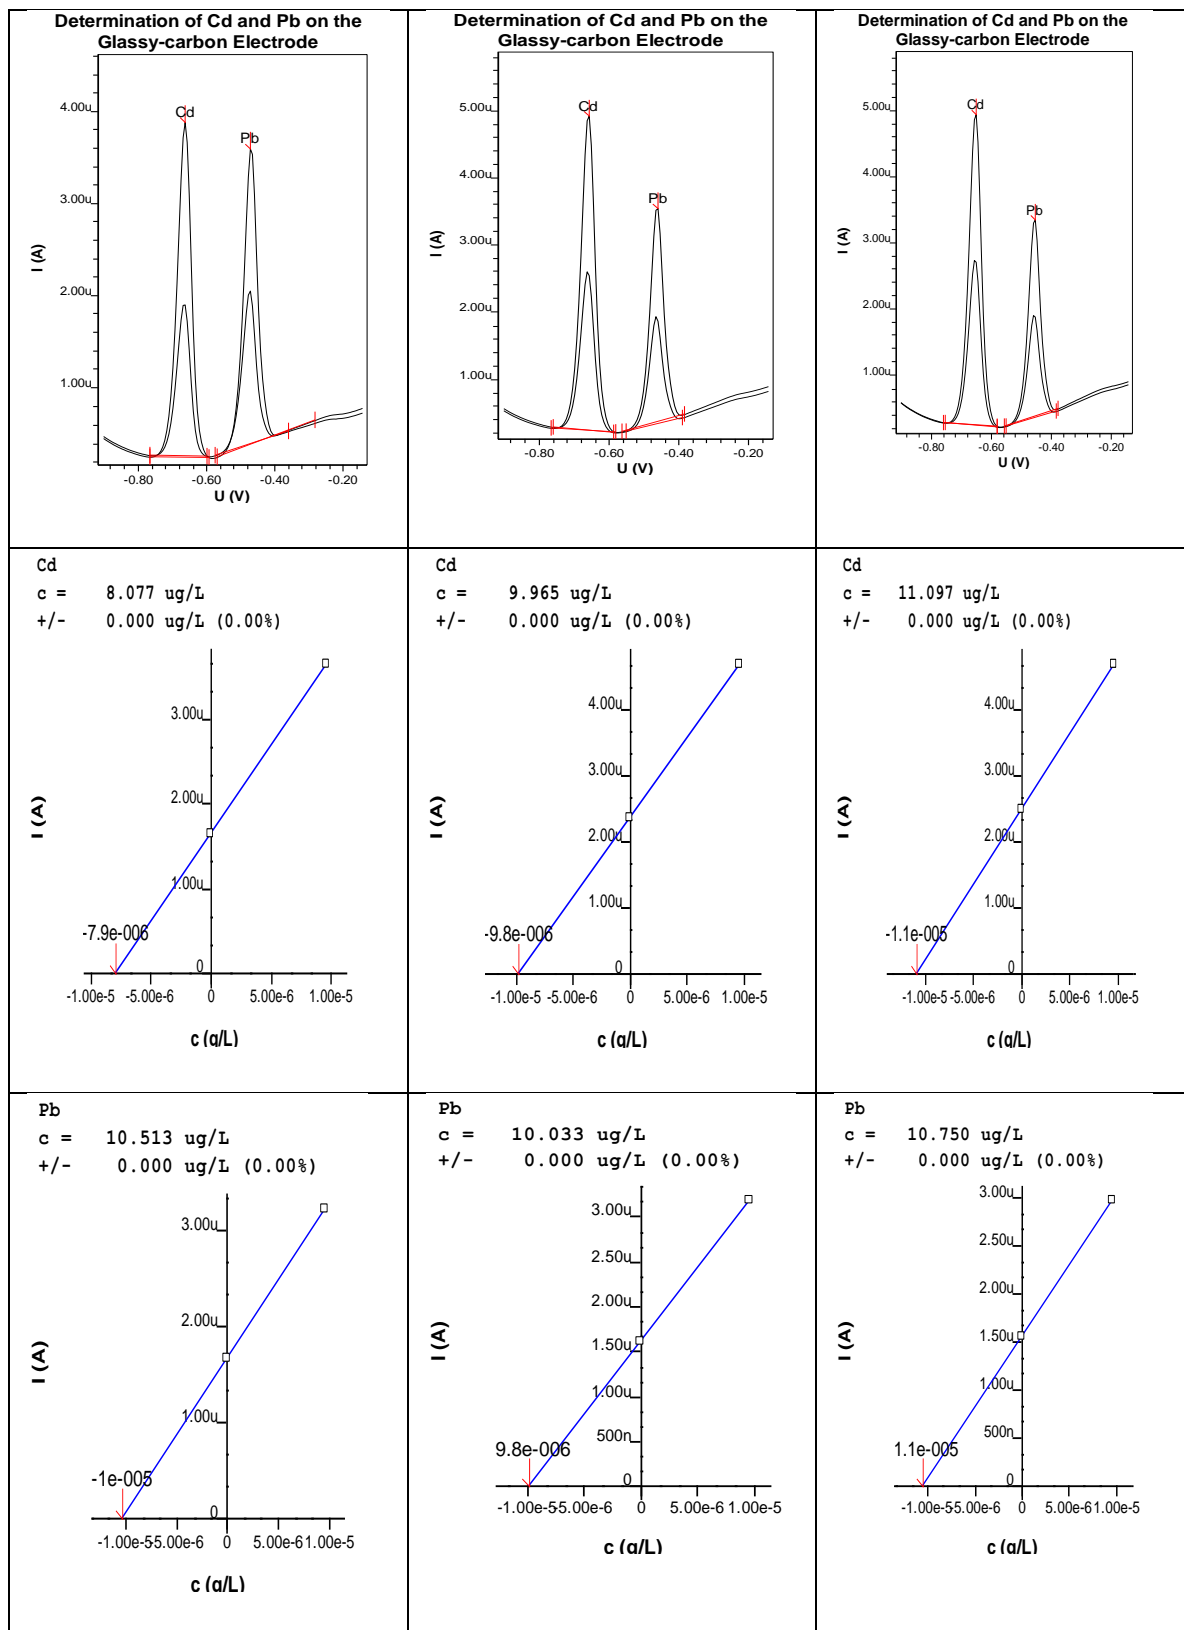 Determination of Cd and Pb on the
Glassy-carbon Electrode
Cd
Pb
4.00u
3.00u
2.00u
1.00u
I (A)
-0.80 -0.60 -0.40 -0.20
U (V)
Determination of Cd and Pb on the
Glassy-carbon Electrode
Cd
Pb
5.00u
4.00u
3.00u
2.00u
1.00u
I (A)
-0.80 -0.60 -0.40 -0.20
U (V)
Determination of Cd and Pb on the
Glassy-carbon Electrode
Cd
Pb
5.00u
4.00u
3.00u
2.00u
1.00u
I (A)
-0.80 -0.60 -0.40 -0.20
U (V)
Cd
c = 8.077 ug/L
+/- 0.000 ug/L (0.00%)
3.00u
2.00u
1.00u
-7.9e-006
0
I (A)
-1.00e-5 -5.00e-6 0 5.00e-6 1.00e-5
c (g/L)
Cd
c = 9.965 ug/L
+/- 0.000 ug/L (0.00%)
4.00u
3.00u
2.00u
1.00u
-9.8e-006
0
I (A)
-1.00e-5 -5.00e-6 0 5.00e-6 1.00e-5
c (g/L)
Cd
c = 11.097 ug/L
+/- 0.000 ug/L (0.00%)
4.00u
3.00u
2.00u
1.00u
-1.1e-005
0
I (A)
-1.00e-5 -5.00e-6 0 5.00e-6 1.00e-5
c (g/L)
Pb
c = 10.513 ug/L
+/- 0.000 ug/L (0.00%)
3.00u
2.00u
1.00u
-1e-005
0
I (A)
-1.00e-5-5.00e-6 0 5.00e-61.00e-5
c (g/L)
Pb
c = 10.033 ug/L
+/- 0.000 ug/L (0.00%)
3.00u
2.50u
2.00u
1.50u
1.00u
500n
9.8e-006
0
I (A)
-1.00e-5-5.00e-6 0 5.00e-6 1.00e-5
c (g/L)
Pb
c = 10.750 ug/L
+/- 0.000 ug/L (0.00%)
3.00u
2.50u
2.00u
1.50u
1.00u
500n
1.1e-005
0
I (A)
-1.00e-5-5.00e-6 0 5.00e-6 1.00e-5
c (g/L)